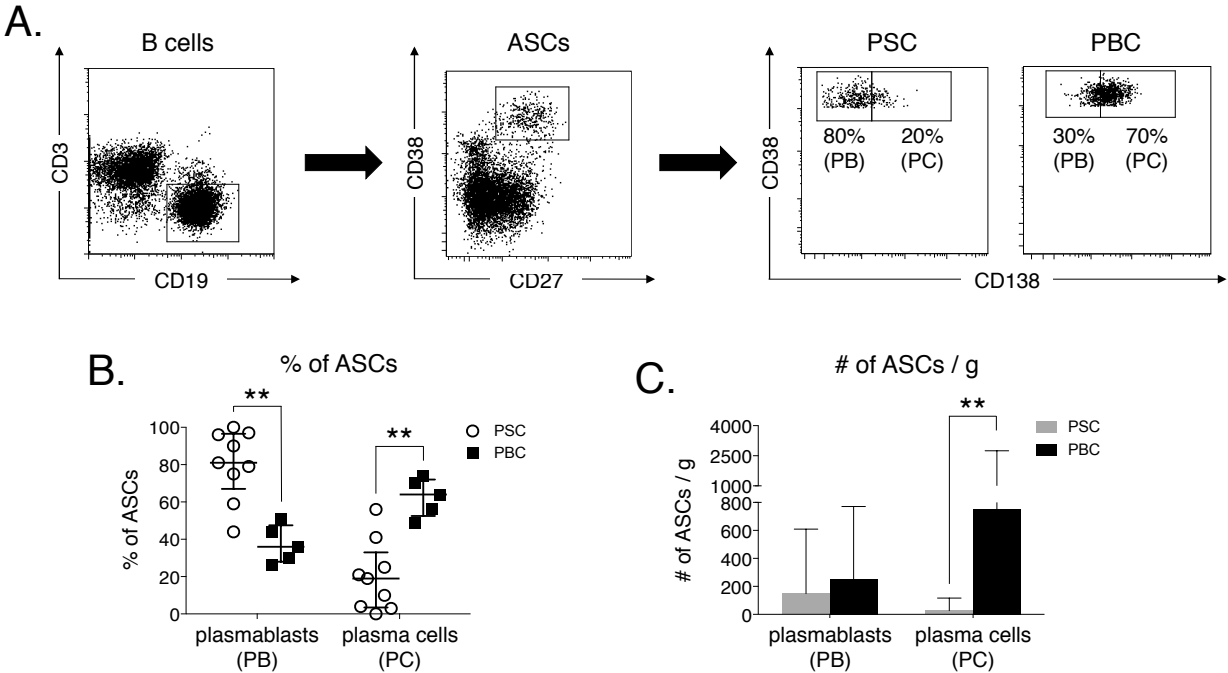 A.
B cells
CD3
CD19
ASCs
CD38
CD27
PSC
PBC
CD38
80%
(PB)
20%
(PC)
30%
(PB)
70%
(PC)
CD138
B.
% of ASCs
**
**
PSC
PBC
% of ASCs
100
80
60
40
20
0
plasmablasts
(PB)
plasma cells
(PC)
C.
# of ASCs / g
**
PSC
PBC
# of ASCs / g
4000
2500
1000
800
600
400
200
0
plasmablasts
(PB)
plasma cells
(PC)